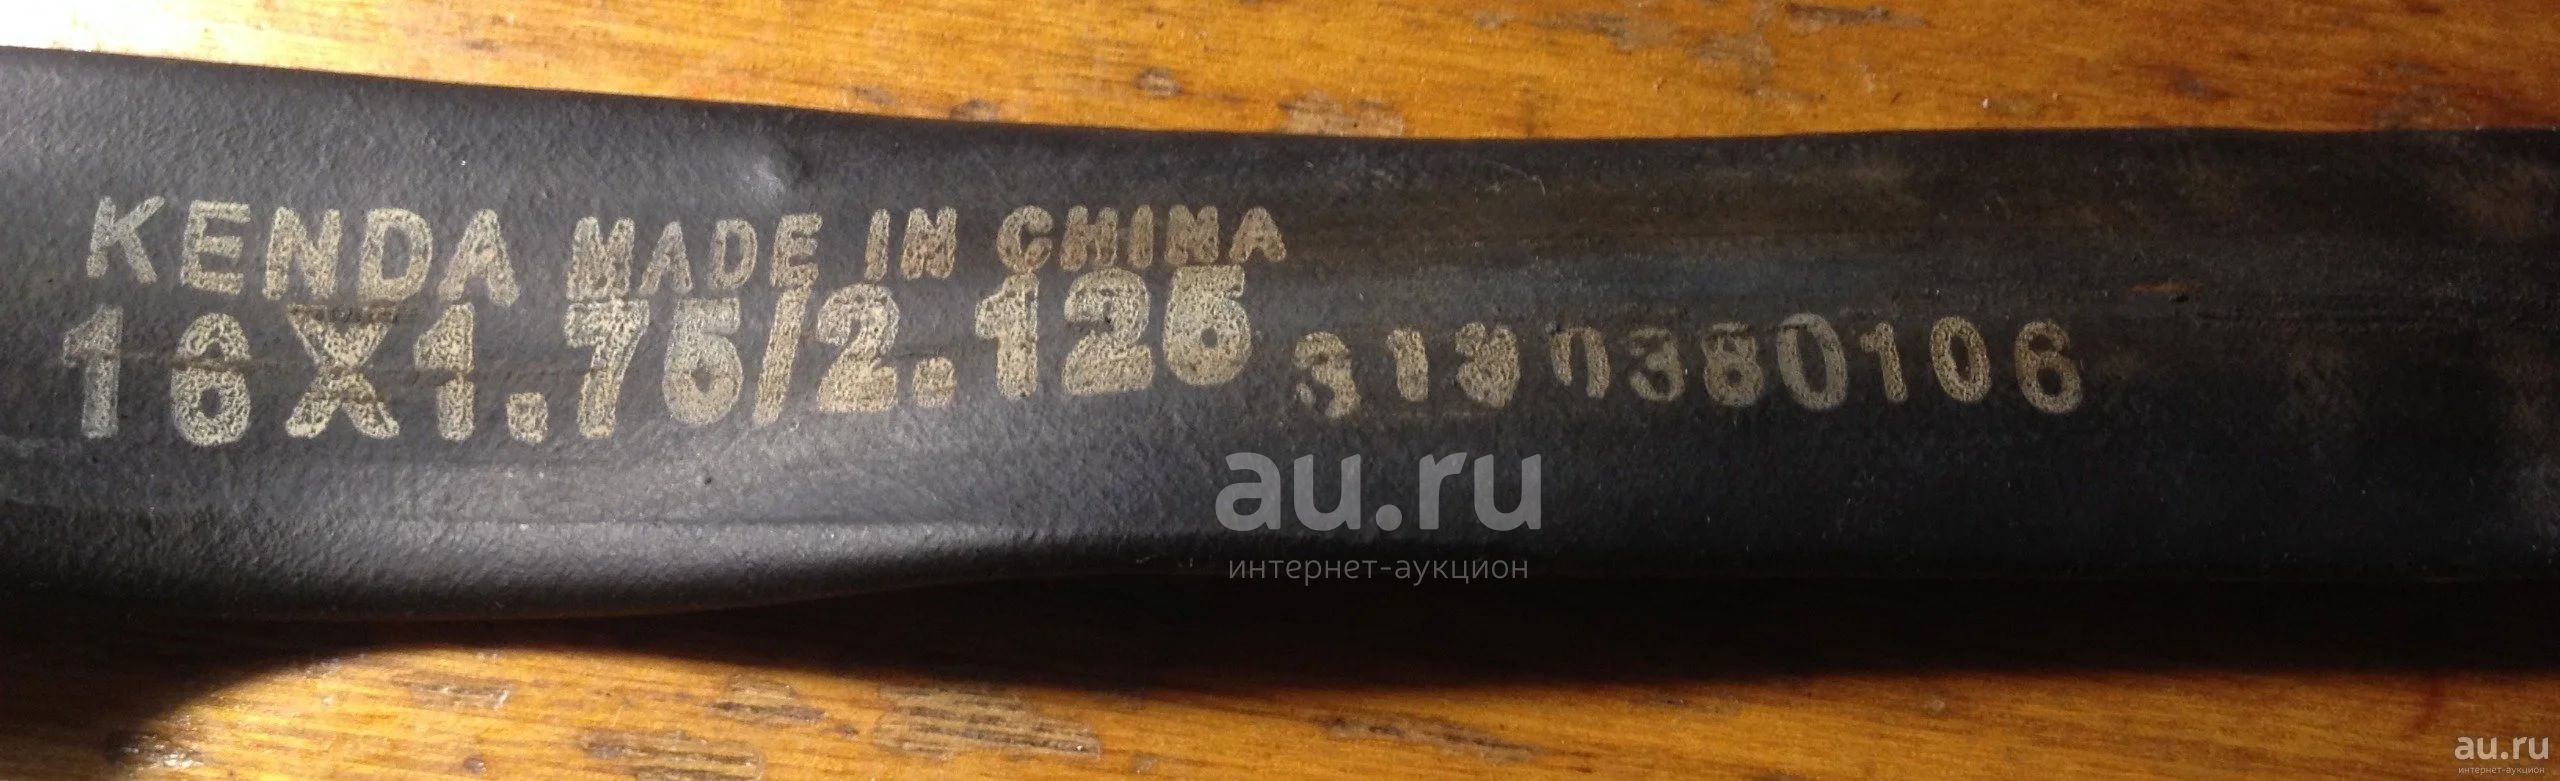 KENDA MADE IN CHINA
16X1.75/2.125
au.ru
интернет-аукцион
au.ru
интернет-аукцион